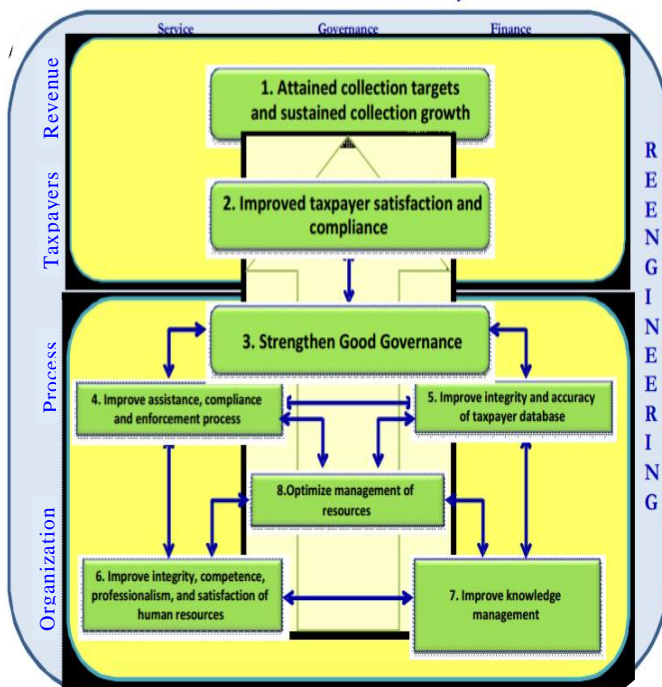 Service Governance Finance
Revenue
1. Attained collection targets
and sustained collection growth
Taxpayers
2. Improved taxpayer satisfaction and
compliance
Process
3. Strengthen Good Governance
4. Improve assistance, compliance
and enforcement process
5. Improve integrity and accuracy
of taxpayer database
8.Optimize management of
resources
Organization
6. Improve integrity, competence,
professionalism, and satisfaction of
human resources
7. Improve knowledge
management
REENGINEERING